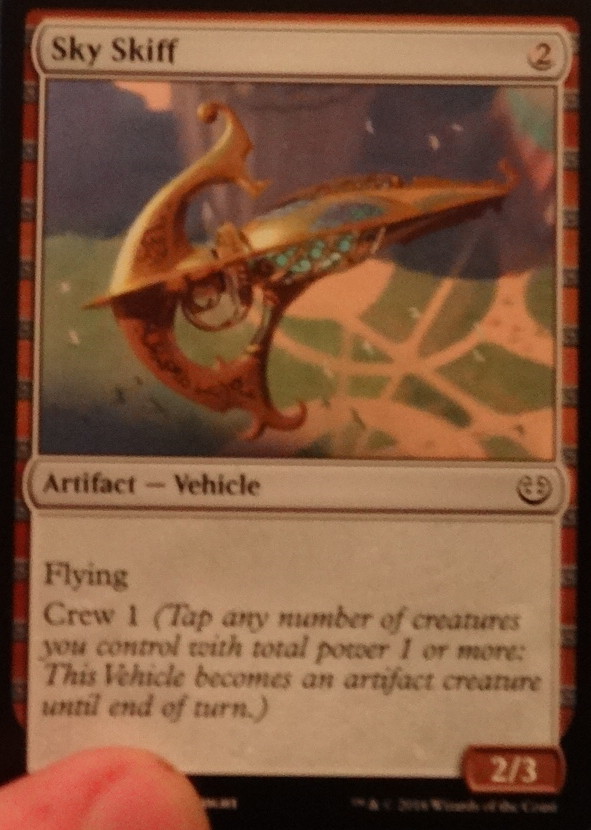 Sky Skiff 2
Artifact — Vehicle
Flying
Crew 1 (Tap any number of creatures
you control with total power 1 or more:
This Vehicle becomes an artifact creature
until end of turn.)
2/3
™ & © 2016 Wizards of the Coast